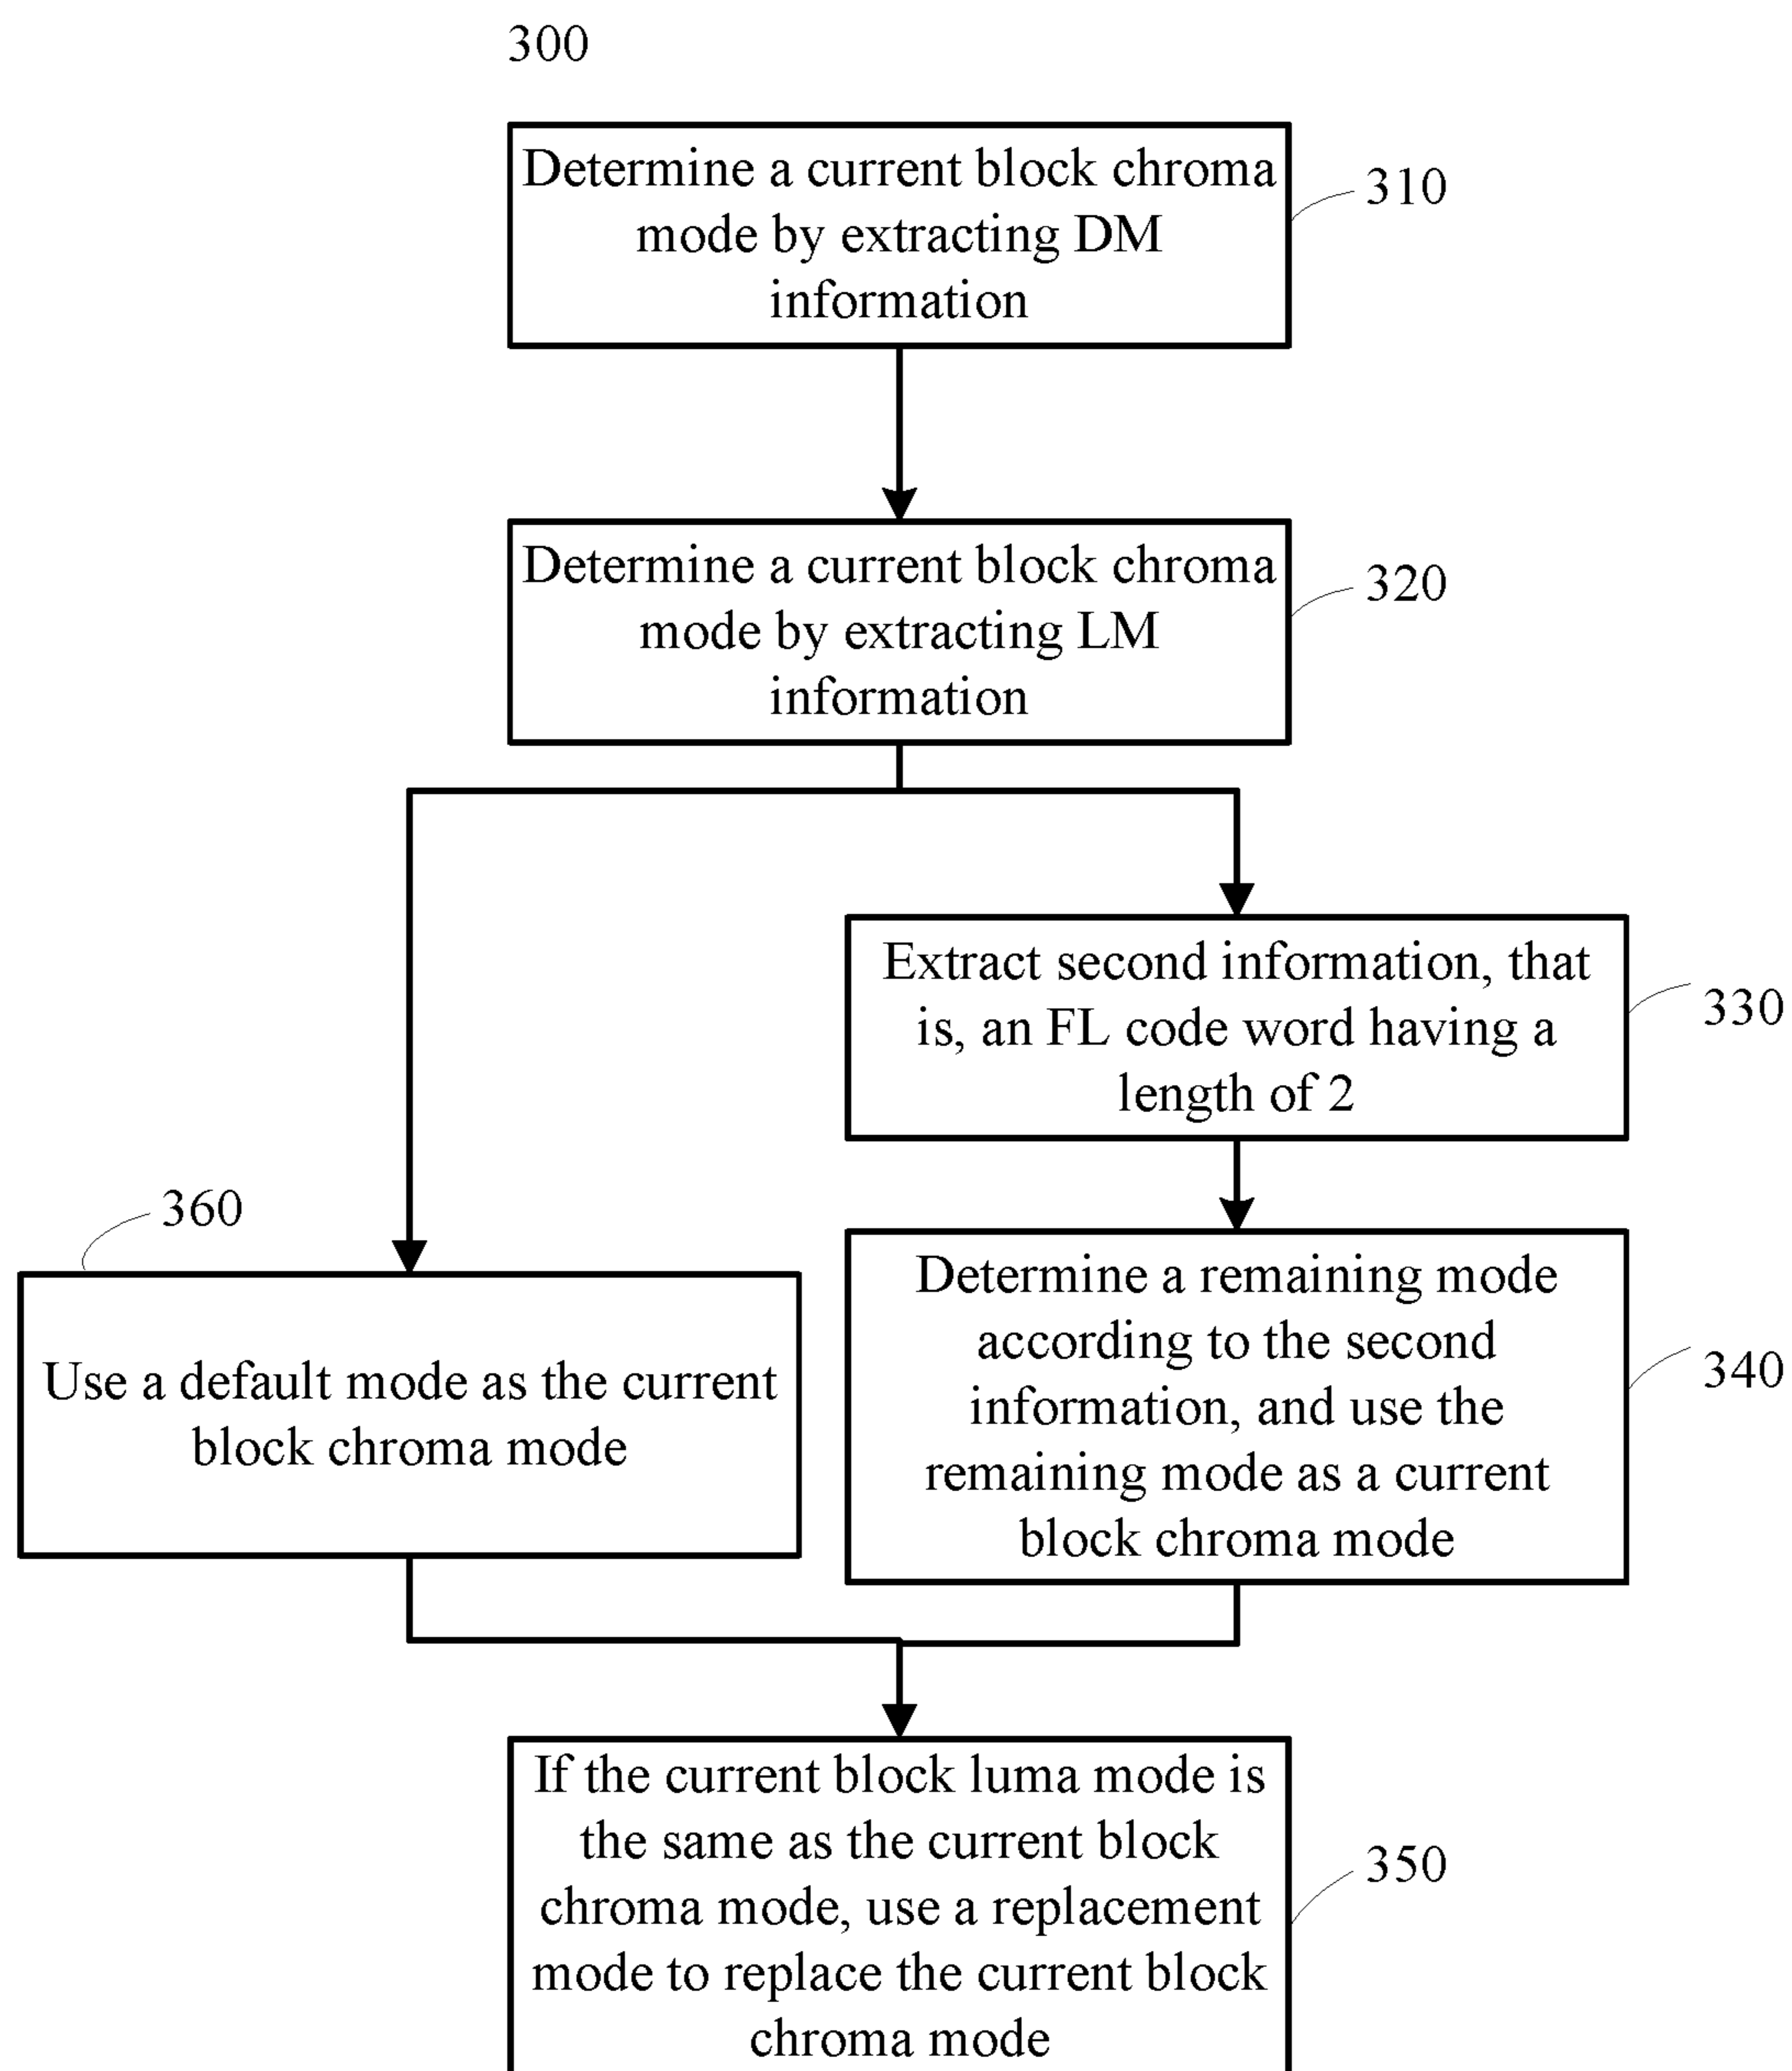 300
Determine a current block chroma
mode by extracting DM
information
310
Determine a current block chroma
mode by extracting LM
information
320
Extract second information, that
is, an FL code word having a
length of 2
330
360
Use a default mode as the current
block chroma mode
Determine a remaining mode
according to the second
information, and use the
remaining mode as a current
block chroma mode
340
If the current block luma mode is
the same as the current block
chroma mode, use a replacement
mode to replace the current block
chroma mode
350